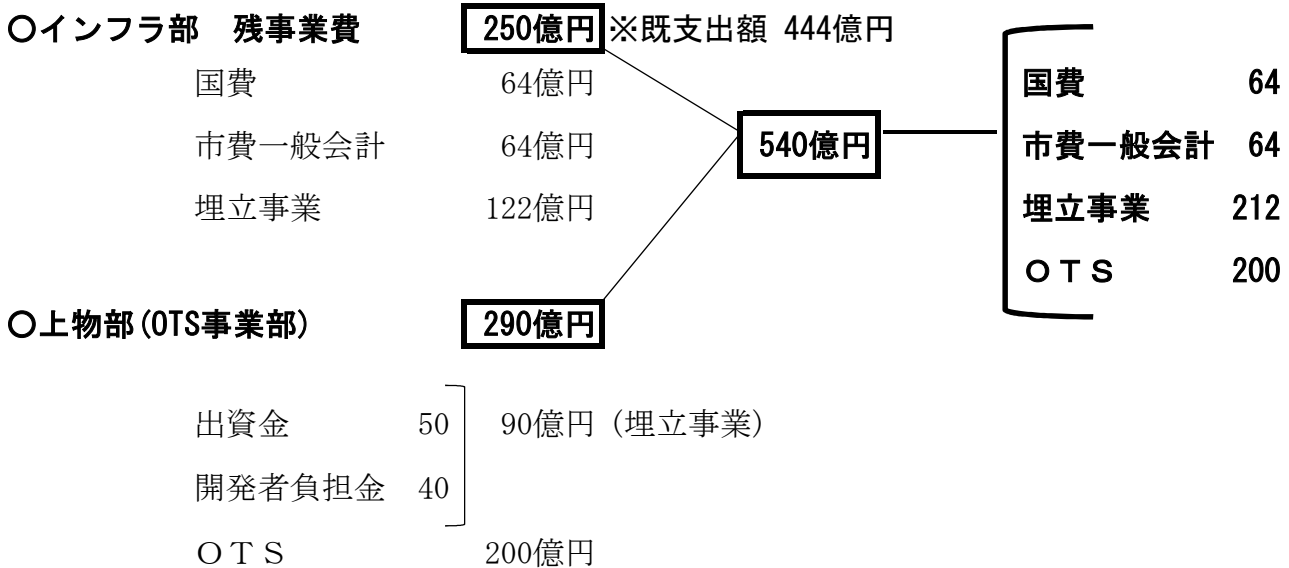 〇インフラ部　残事業費　250億円 ※既支出額 444億円
国費　64億円
市費一般会計　64億円
埋立事業　122億円
540億円
国費　64
市費一般会計　64
埋立事業　212
ＯＴＳ　200
〇上物部(OTS事業部)　290億円
出資金　50　90億円（埋立事業）
開発者負担金　40
ＯＴＳ　200億円